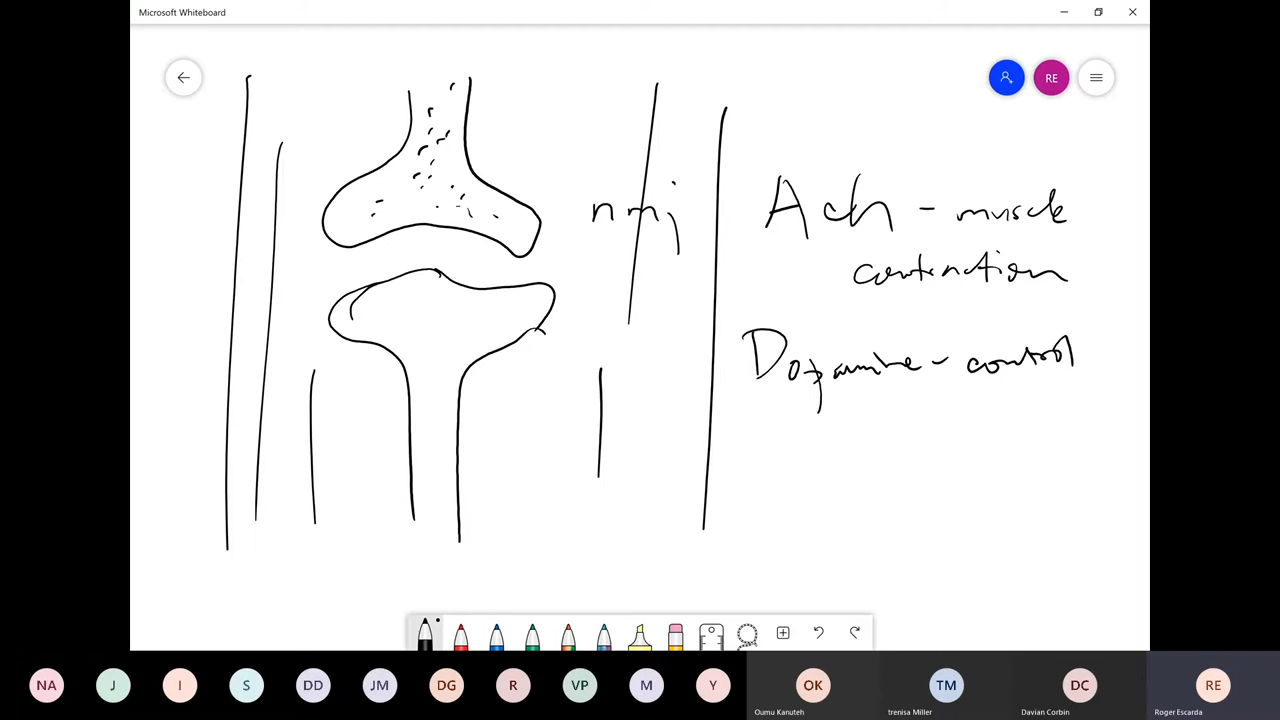 Microsoft Whiteboard
RE
nmj
Ach - muscle
contraction
Dopamine - control
NA
J
I
S
DD
JM
DG
R
VP
M
Y
OK
Oumu Kanuteh
TM
trenisa Miller
DC
Davian Corbin
RE
Roger Escarda